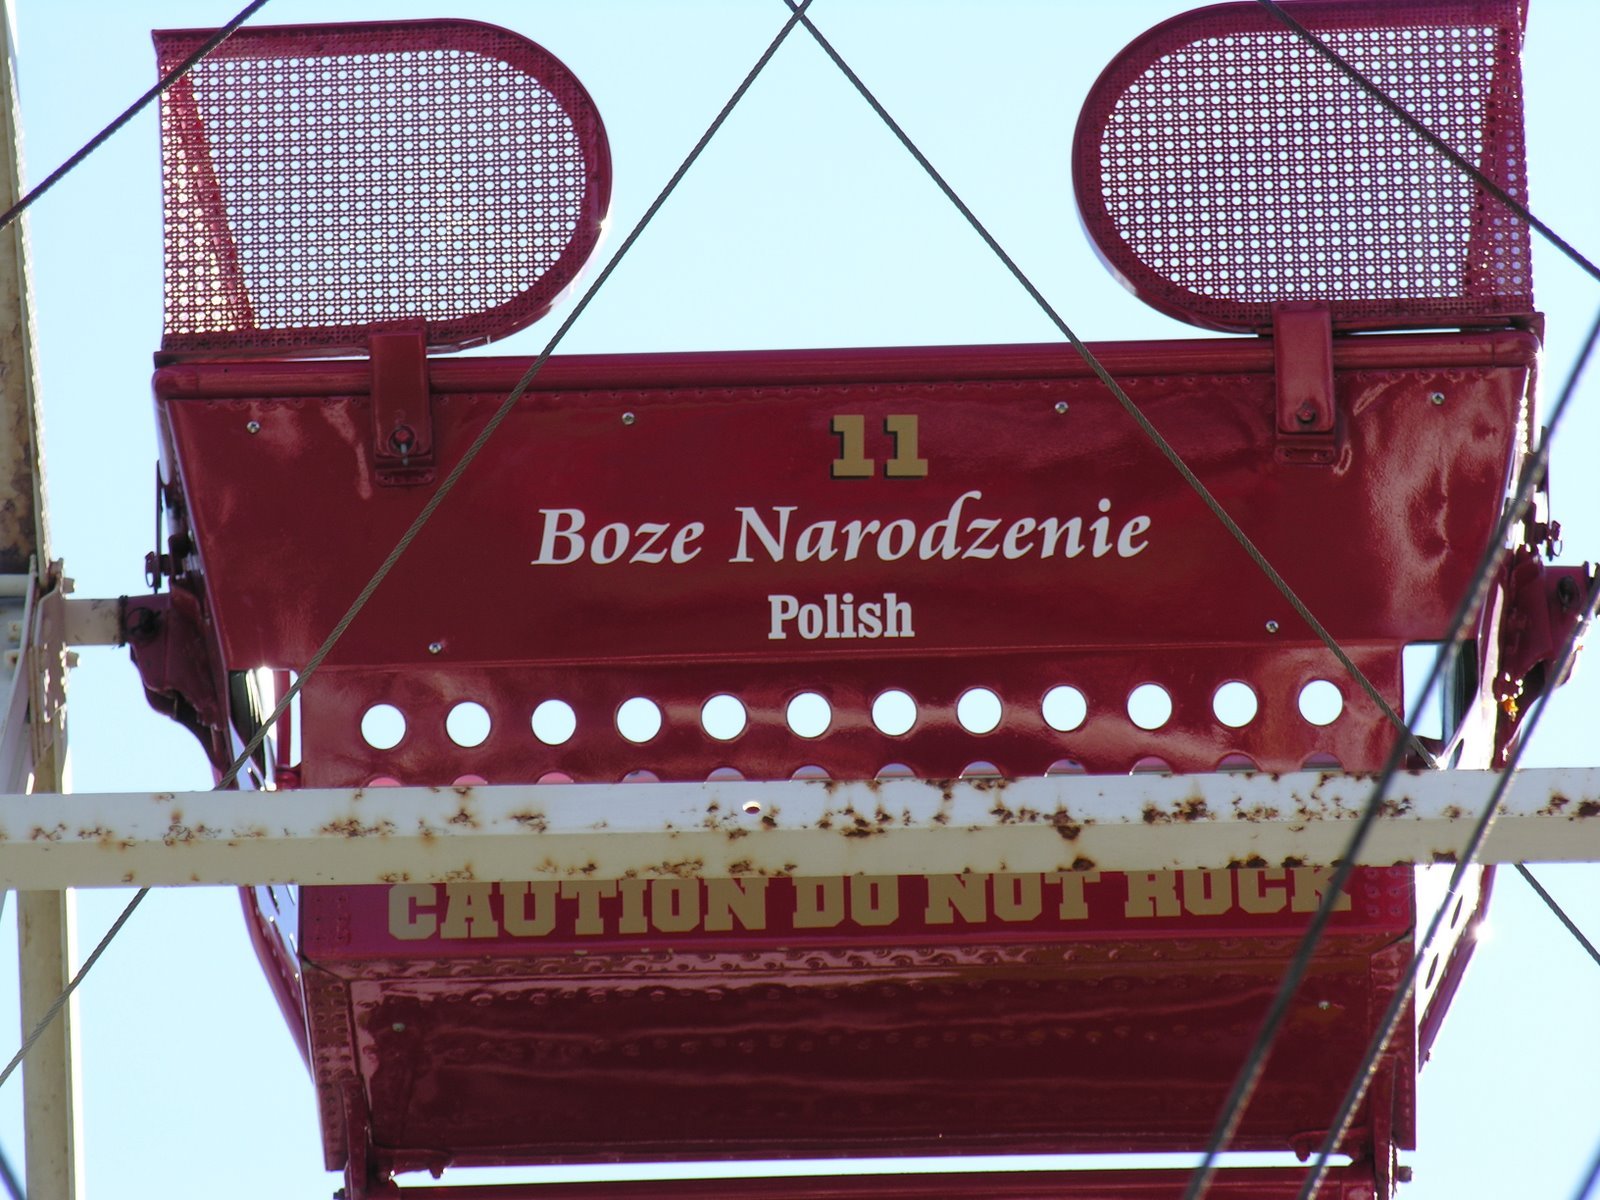 11
Boze Narodzenie
Polish
CAUTION DO NOT ROCK